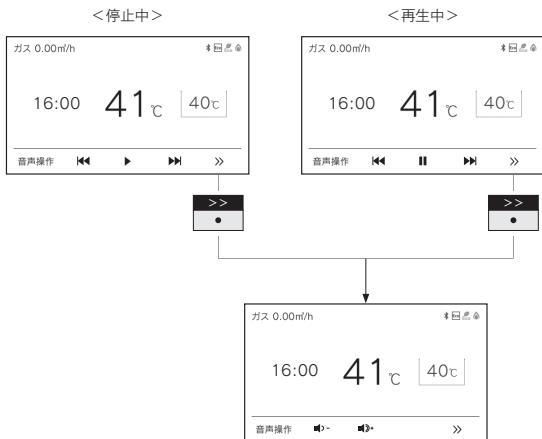 ＜停止中＞
＜再生中＞
ガス 0.00㎥/h
16:00 41℃ 40℃
音声操作 ⏮ ▶ ⏭ >>
>>
ガス 0.00㎥/h
16:00 41℃ 40℃
音声操作 ⏮ ⏸ ⏭ >>
>>
ガス 0.00㎥/h
16:00 41℃ 40℃
音声操作 - + >>